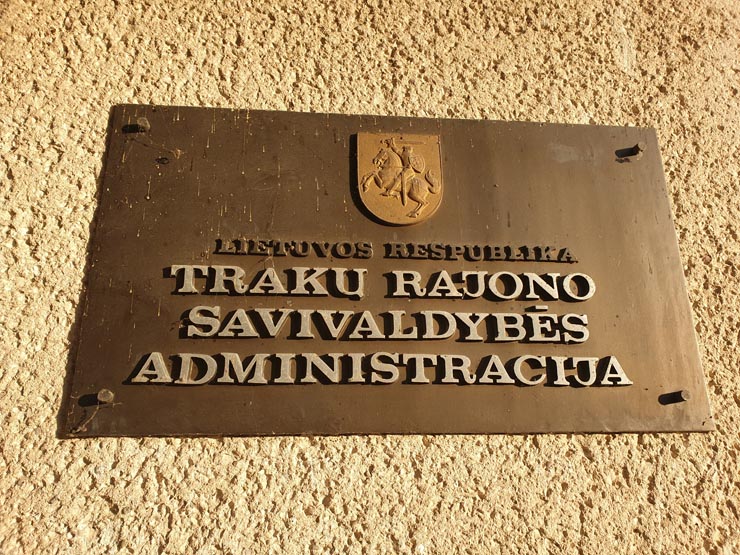 LIETUVOS RESPUBLIKA
TRAKŲ RAJONO
SAVIVALDYBĖS
ADMINISTRACIJA